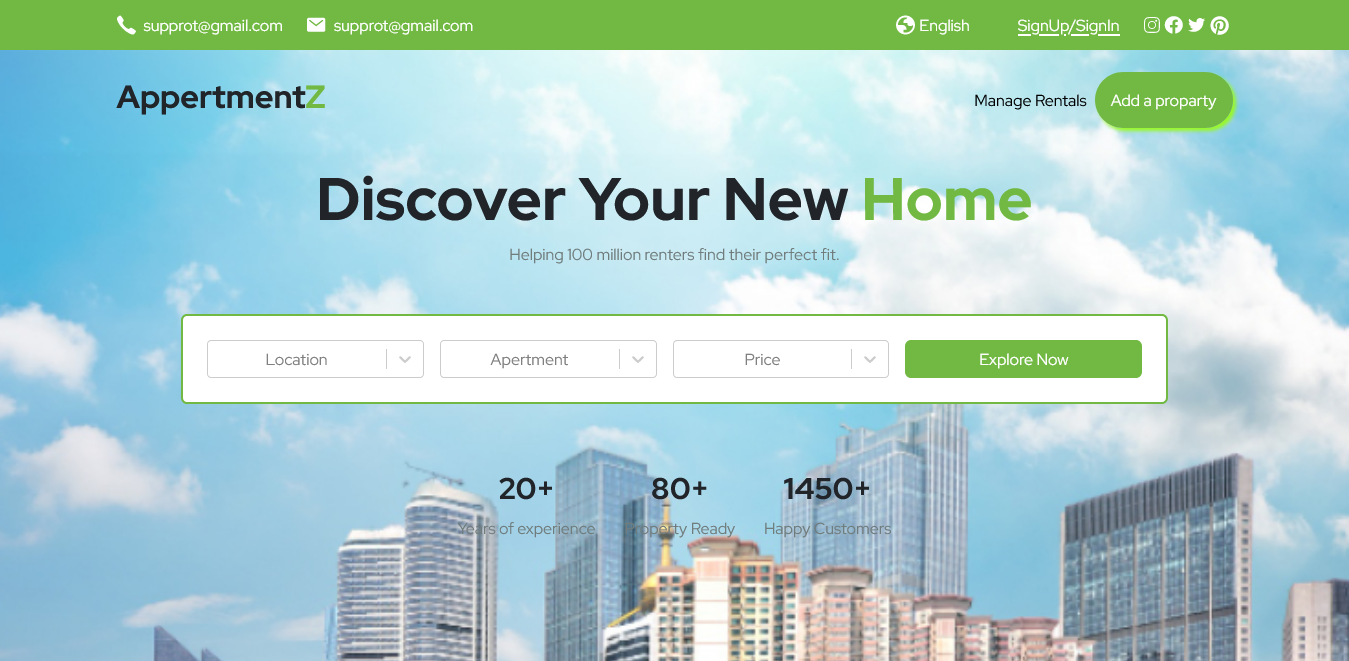 supprot@gmail.com supprot@gmail.com English SignUp/SignIn
AppertmentZ Manage Rentals Add a proparty
Discover Your New Home
Helping 100 million renters find their perfect fit.
Location Apertment Price Explore Now
20+ 80+ 1450+
Years of experience Property Ready Happy Customers